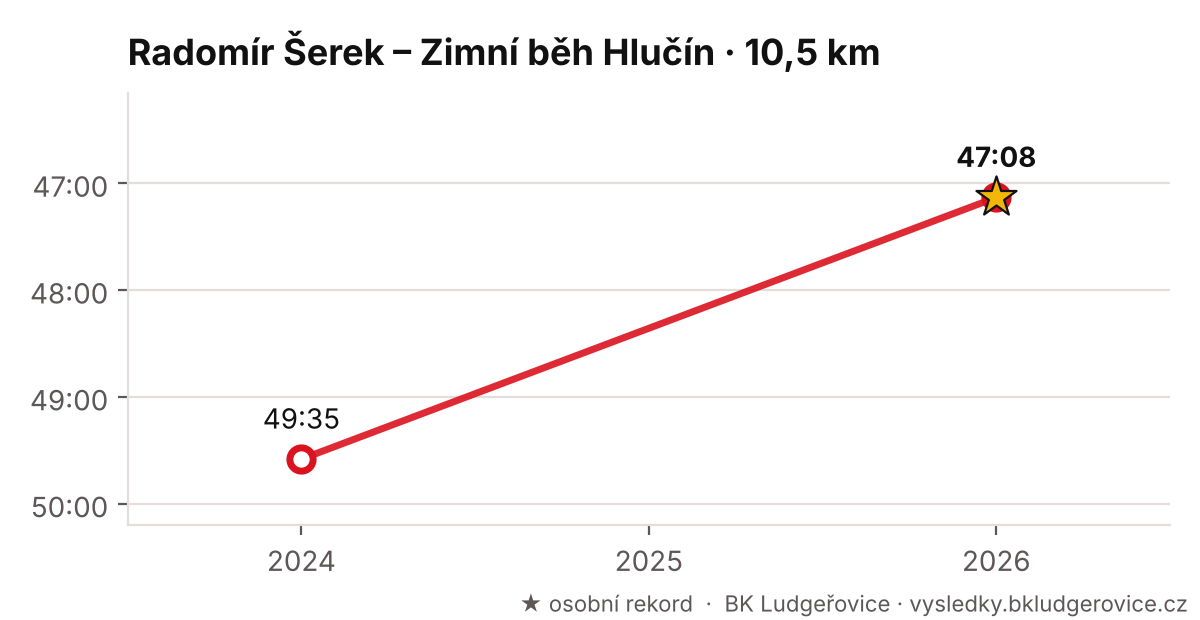 Radomír Šerek – Zimní běh Hlučín · 10,5 km
47:08
47:00
48:00
49:00
49:35
50:00
2024 2025 2026
★ osobní rekord · BK Ludgeřovice · vysledky.bkludgerovice.cz